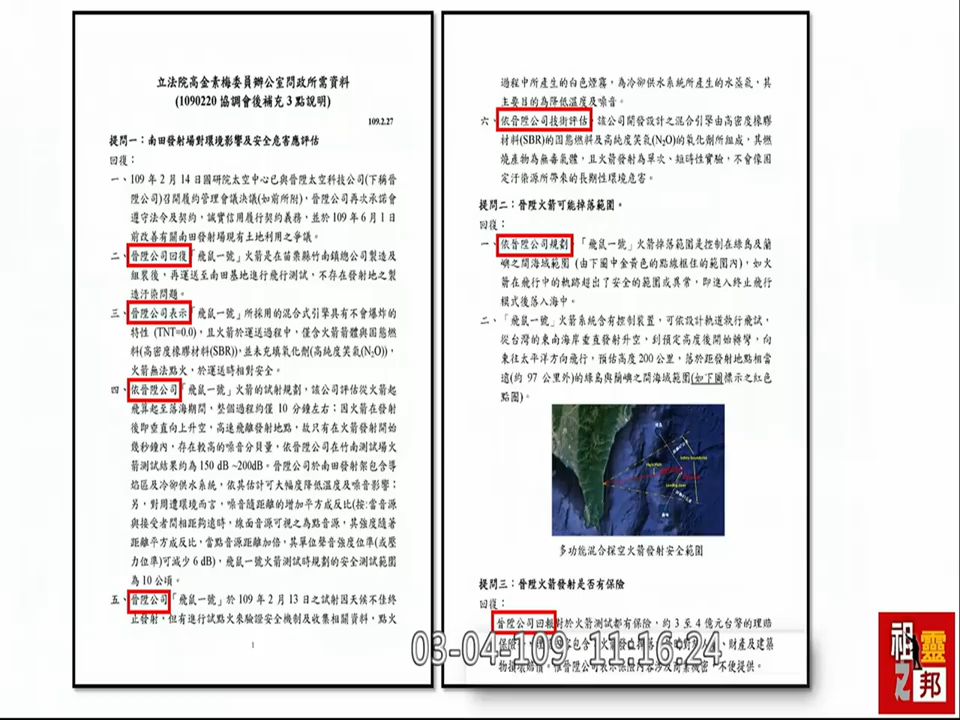 立法院高金素梅委員辦公室問政所需資料
(1090220 協調會後補充 3 點說明)
109.2.27
提問一：南田發射場對環境影響及安全危害應評估
回復：
一、109 年 2 月 14 日國研院太空中心已與晉陞太空科技公司(下稱晉
陞公司)召開履約管理會議決議(如前所附)，晉陞公司再次承諾會
遵守法令及契約，誠實信用履行契約義務，並於 109 年 6 月 1 日
前改善有關南田發射場現有土地利用之爭議。
二、晉陞公司回復「飛鼠一號」火箭是在苗栗縣竹南鎮總公司製造及
組裝後，再運送至南田基地進行飛行測試，不存在發射地之製
造汙染問題。
三、晉陞公司表示「飛鼠一號」所採用的混合式引擎具有不會爆炸的
特性 (TNT=0.0)，且火箭於運送過程中，僅含火箭箭體與固態燃
料(高密度橡膠材料(SBR))，並未充填氧化劑(高純度笑氣(N₂O))，
火箭無法點火，於運送時相對安全。
四、依晉陞公司「飛鼠一號」火箭的試射規劃，該公司評估從火箭起
飛算起至落海期間，整個過程約僅 10 分鐘左右；因火箭在發射
後即垂直向上升空，高速飛離發射地點，故只有在火箭發射開始
幾秒鐘內，存在較高的噪音分貝量，依晉陞公司在竹南測試場火
箭測試結果約為 150 dB ~200dB。晉陞公司於南田發射架包含導
焰區及冷卻供水系統，依其估計可大幅度降低溫度及噪音影響；
另，對周遭環境而言，噪音隨距離的增加平方成反比(按:當音源
與接受者間相距夠遠時，線面音源可視之為點音源，其強度隨著
距離平方成反比，當點音源距離加倍，其單位聲音強度位準(或壓
力位準)可減少 6 dB)，飛鼠一號火箭測試時規劃的安全測試範圍
為 10 公頃。
五、晉陞公司「飛鼠一號」於 109 年 2 月 13 日之試射因天候不佳終
止發射，但有進行試點火來驗證安全機制及收集相關資料，點火
1
過程中所產生的白色煙霧，為冷卻供水系統所產生的水蒸氣，其
主要目的為降低溫度及噪音。
六、依晉陞公司技術評估，該公司開發設計之混合引擎由高密度橡膠
材料(SBR)的固態燃料及高純度笑氣(N₂O)的氧化劑所組成，其燃
燒產物為無毒氣體，且火箭發射為單次、短時性實驗，不會像固
定汙染源所帶來的長期性環境危害。
提問二：晉陞火箭可能掉落範圍。
回復：
一、依晉陞公司規劃，「飛鼠一號」火箭掉落範圍是控制在綠島及蘭
嶼之間海域範圍 (由下圖中金黃色的點線框住的範圍內)，如火
箭在飛行中的軌跡超出了安全的範圍或異常，即進入終止飛行
模式後落入海中。
二、「飛鼠一號」火箭系統含有控制裝置，可依設計軌道執行飛試，
從台灣的東南海岸垂直發射升空，到預定高度後開始轉彎，向
東往太平洋方向飛行，預估高度 200 公里，落於距發射地點相當
遠(約 97 公里外)的綠島與蘭嶼之間海域範圍(如下圖標示之紅色
點圈)。
多功能混合探空火箭發射安全範圍
提問三：晉陞火箭發射是否有保險
回復：
晉陞公司回報對於火箭測試都有保險，約 3 至 4 億元台幣的理賠
03-04-109 11:16:24
祖靈之邦